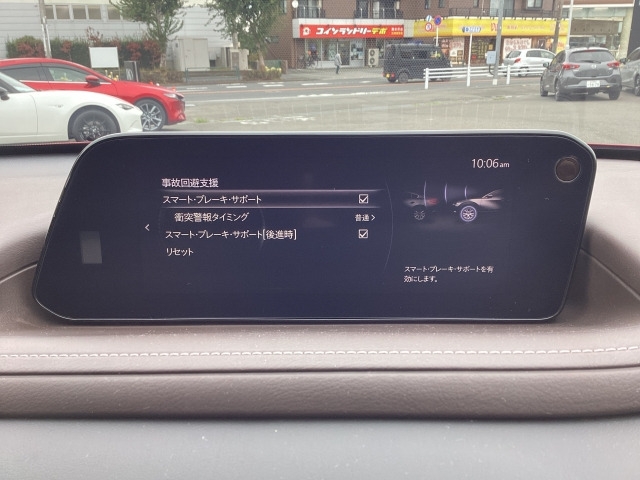 コインランドリーデポ
10:06am
事故回避支援
スマート・ブレーキ・サポート
衝突警報タイミング 普通
スマート・ブレーキ・サポート[後進時]
リセット
スマート・ブレーキ・サポートを有
効にします。